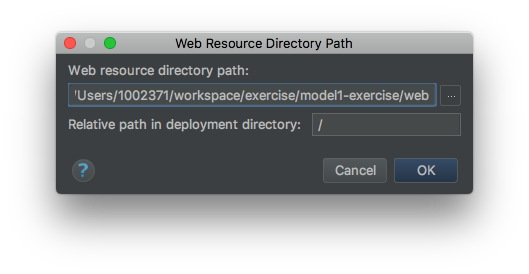 Web Resource Directory Path
Web resource directory path:
/Users/1002371/workspace/exercise/model1-exercise/web
...
Relative path in deployment directory:
/
?
Cancel
OK